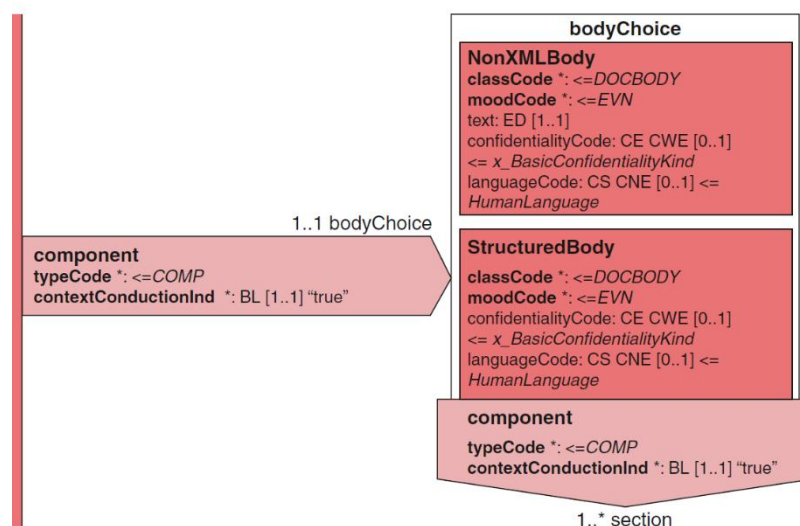 bodyChoice
NonXMLBody
classCode *: <=DOCBODY
moodCode *: <=EVN
text: ED [1..1]
confidentialityCode: CE CWE [0..1]
<= x_BasicConfidentialityKind
languageCode: CS CNE [0..1] <=
HumanLanguage
1..1 bodyChoice
component
typeCode *: <=COMP
contextConductionInd *: BL [1..1] “true”
StructuredBody
classCode *: <=DOCBODY
moodCode *: <=EVN
confidentialityCode: CE CWE [0..1]
<= x_BasicConfidentialityKind
languageCode: CS CNE [0..1] <=
HumanLanguage
component
typeCode *: <=COMP
contextConductionInd *: BL [1..1] “true”
1..* section